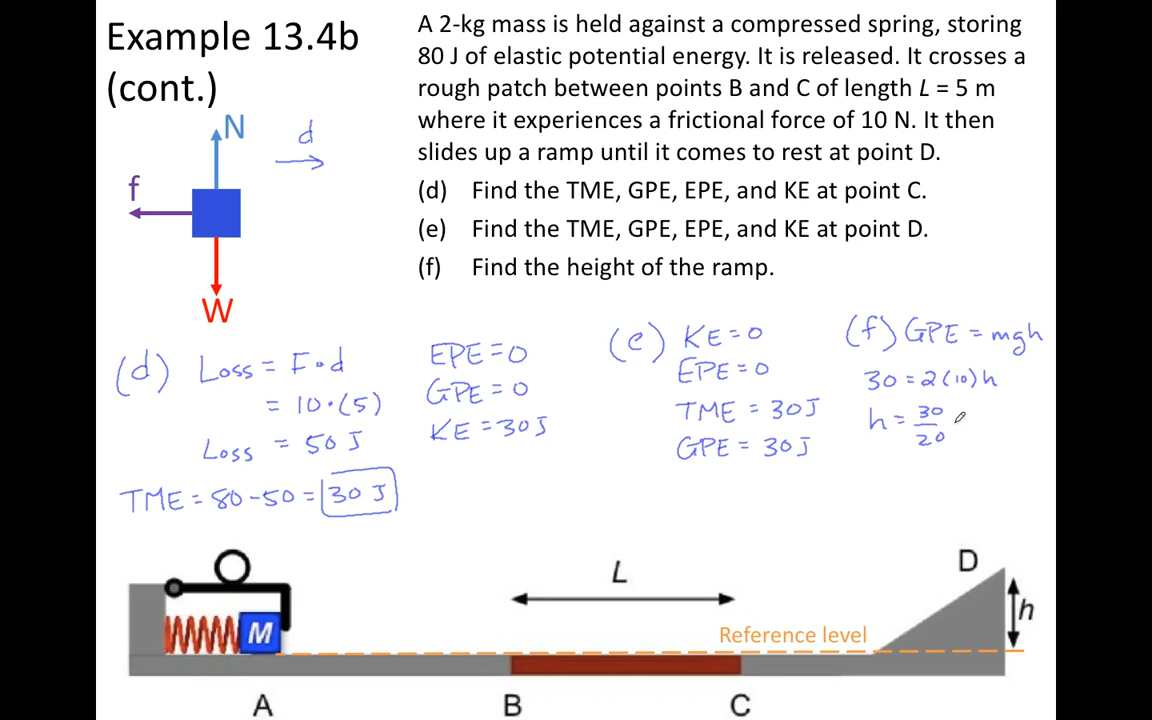 Example 13.4b
(cont.)
A 2-kg mass is held against a compressed spring, storing
80 J of elastic potential energy. It is released. It crosses a
rough patch between points B and C of length L = 5 m
where it experiences a frictional force of 10 N. It then
slides up a ramp until it comes to rest at point D.
(d) Find the TME, GPE, EPE, and KE at point C.
(e) Find the TME, GPE, EPE, and KE at point D.
(f) Find the height of the ramp.
N
d
f
W
(d) Loss = F • d
= 10 • (5)
Loss = 50 J
TME = 80 - 50 = 30 J
EPE = 0
GPE = 0
KE = 30 J
(e) KE = 0
EPE = 0
TME = 30 J
GPE = 30 J
(f) GPE = mgh
30 = 2 (10) h
h = 30/20
L
D
h
M
Reference level
A
B
C